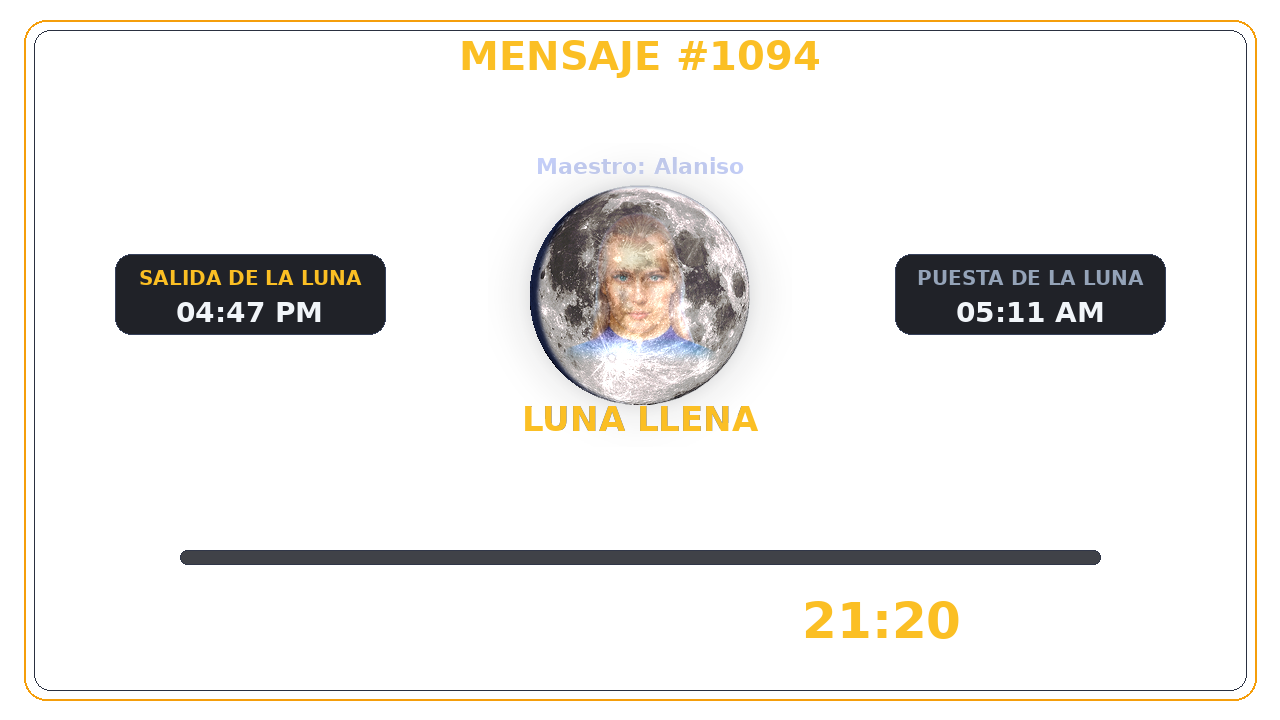 MENSAJE #1094
Maestro: Alaniso
SALIDA DE LA LUNA
04:47 PM
PUESTA DE LA LUNA
05:11 AM
LUNA LLENA
21:20